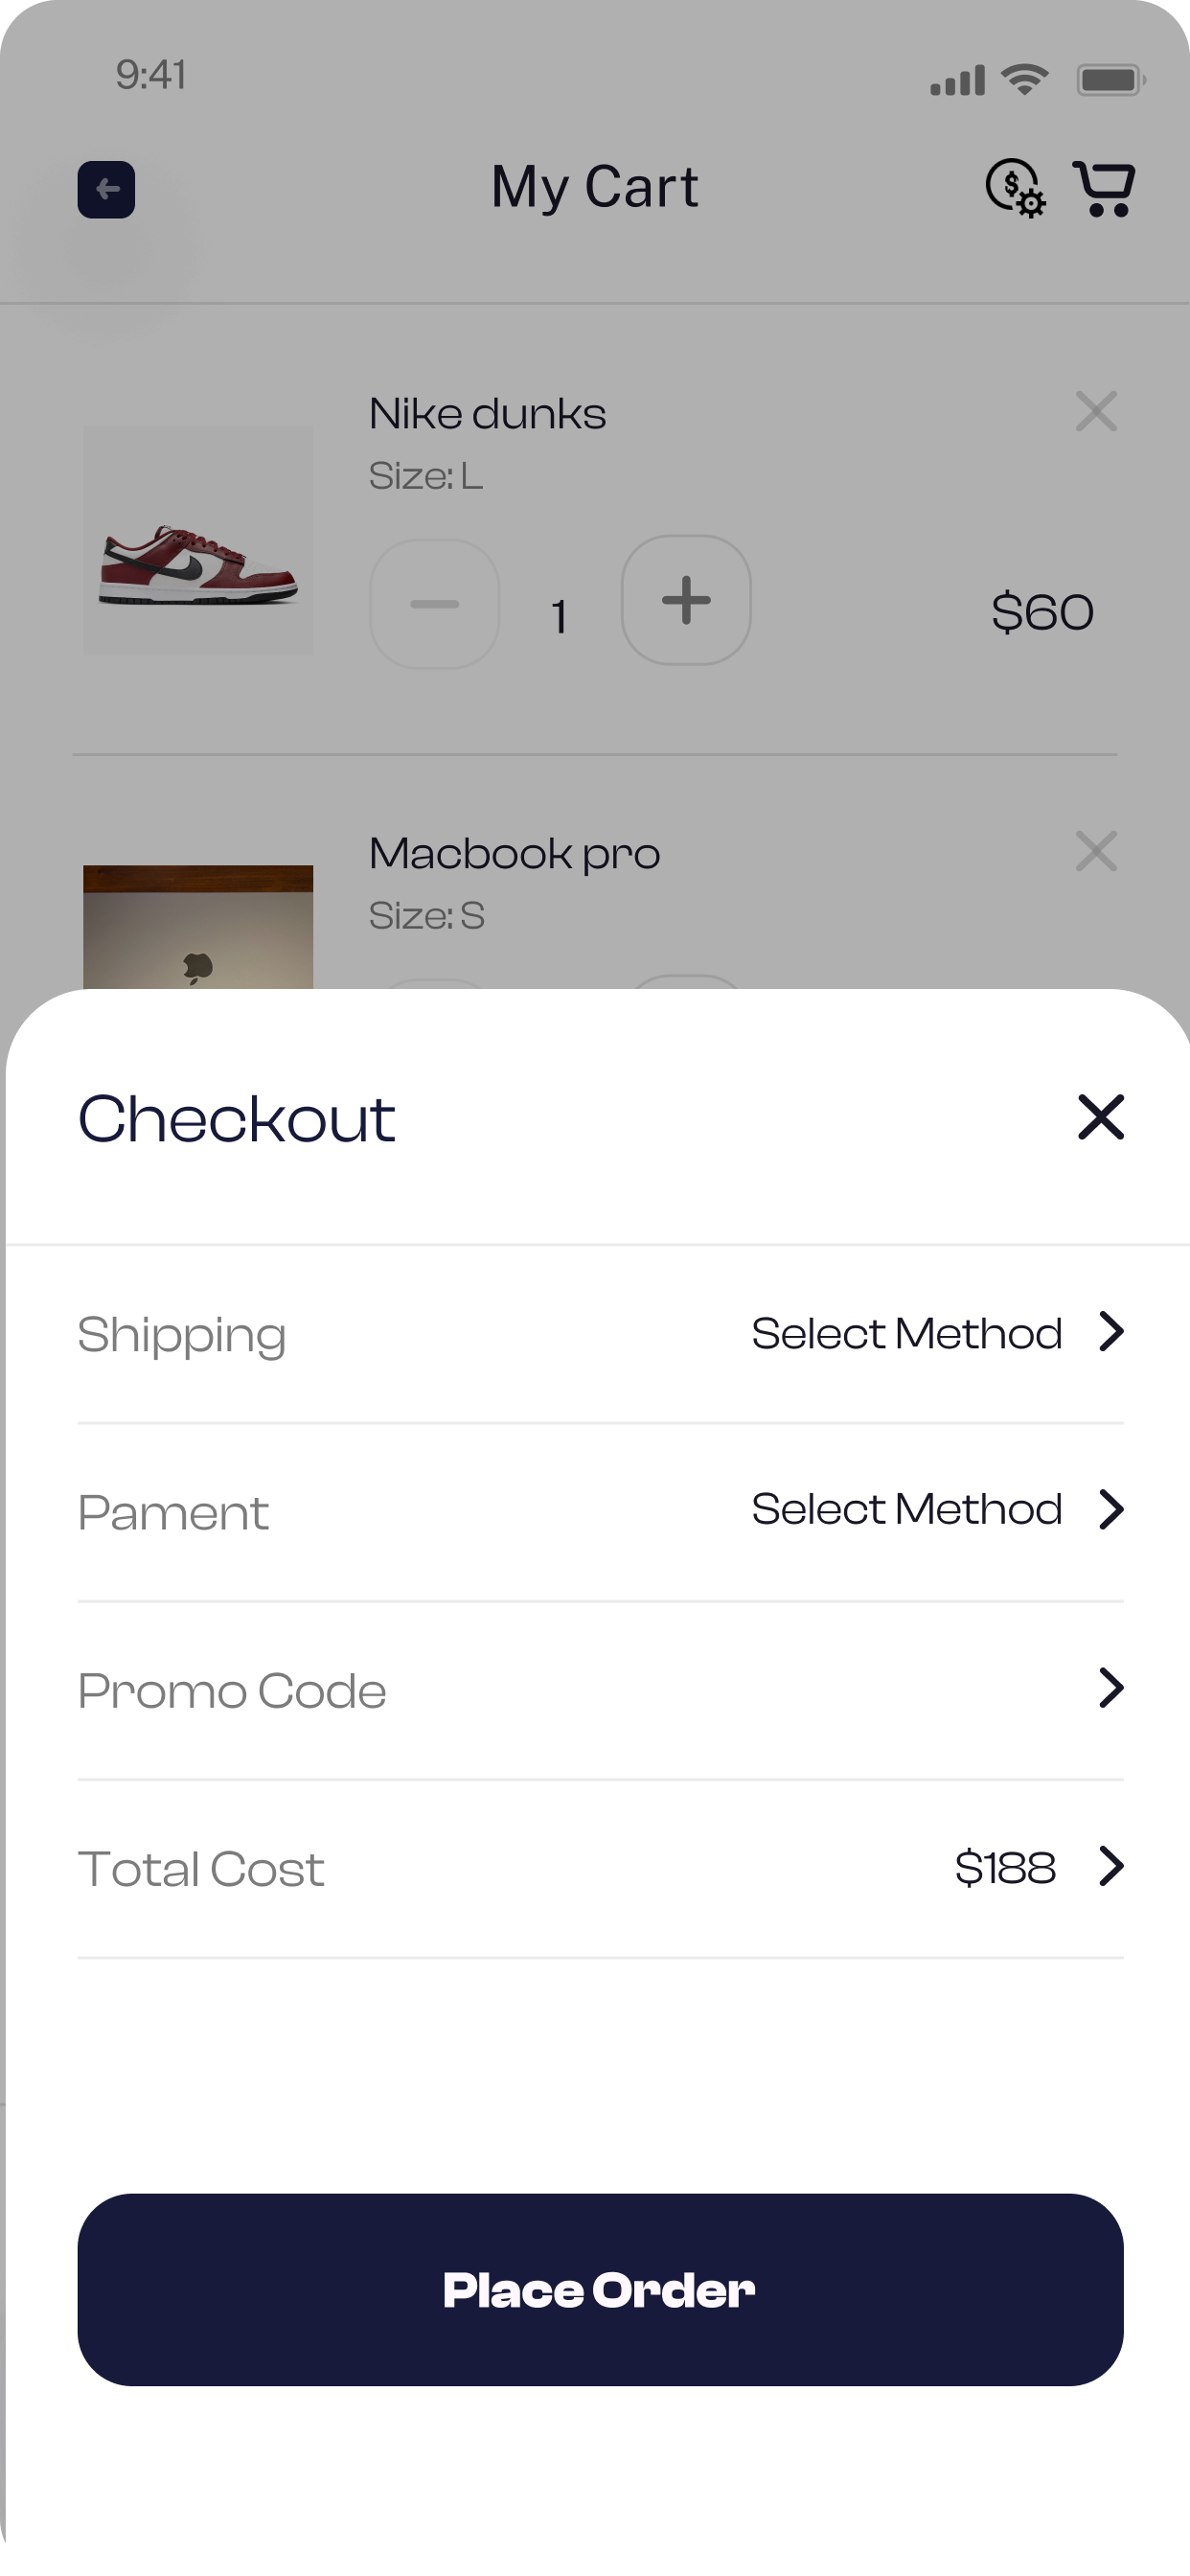 9:41
My Cart
Nike dunks
Size: L
1
$60
Macbook pro
Size: S
Checkout
Shipping Select Method
Pament Select Method
Promo Code
Total Cost $188
Place Order